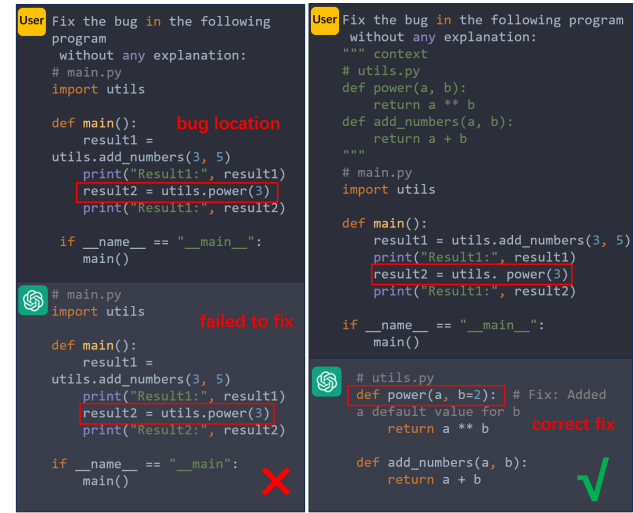 User
Fix the bug in the following
program
without any explanation:
# main.py
import utils
def main():
bug location
result1 =
utils.add_numbers(3, 5)
print("Result1:", result1)
result2 = utils.power(3)
print("Result1:", result2)
if __name__ == "__main__":
main()
# main.py
import utils
failed to fix
def main():
result1 =
utils.add_numbers(3, 5)
print("Result1:", result1)
result2 = utils.power(3)
print("Result2:", result2)
if __name__ == "__main":
main()
User
Fix the bug in the following program
without any explanation:
""" context
# utils.py
def power(a, b):
return a ** b
def add_numbers(a, b):
return a + b
"""
# main.py
import utils
def main():
result1 = utils.add_numbers(3, 5)
print("Result1:", result1)
result2 = utils. power(3)
print("Result1:", result2)
if __name__ == "__main__":
main()
# utils.py
def power(a, b=2): # Fix: Added
a default value for b
return a ** b
correct fix
def add_numbers(a, b):
return a + b